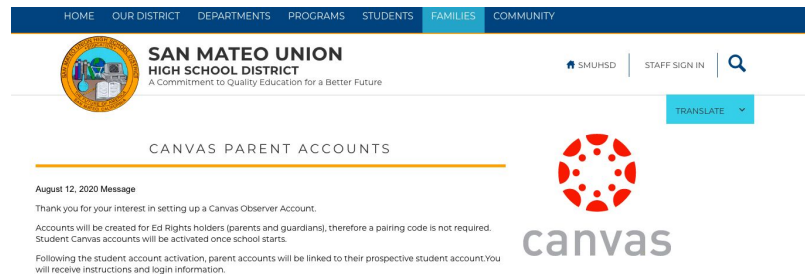 HOME OUR DISTRICT DEPARTMENTS PROGRAMS STUDENTS FAMILIES COMMUNITY
SAN MATEO UNION
HIGH SCHOOL DISTRICT
A Commitment to Quality Education for a Better Future
SMUHSD STAFF SIGN IN
TRANSLATE
CANVAS PARENT ACCOUNTS
August 12, 2020 Message
Thank you for your interest in setting up a Canvas Observer Account.
Accounts will be created for Ed Rights holders (parents and guardians), therefore a pairing code is not required.
Student Canvas accounts will be activated once school starts.
Following the student account activation, parent accounts will be linked to their prospective student account.You
will receive instructions and login information.
canvas